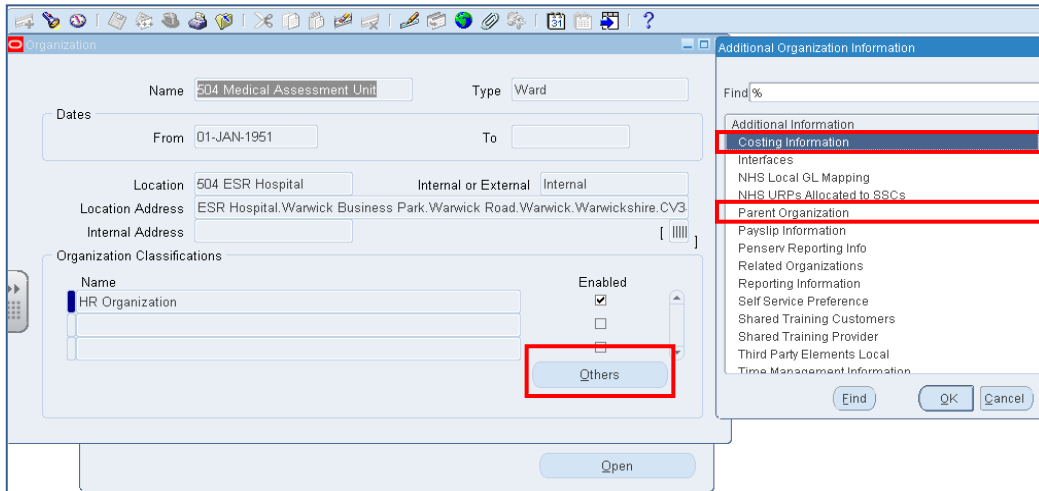 Organization
Name 504 Medical Assessment Unit Type Ward
Dates
From 01-JAN-1951 To
Location 504 ESR Hospital Internal or External Internal
Location Address ESR Hospital.Warwick Business Park.Warwick Road.Warwick.Warwickshire.CV3-
Internal Address
[ ]
Organization Classifications
Name Enabled
HR Organization
Others
Open
Additional Organization Information
Find %
Additional Information
Costing Information
Interfaces
NHS Local GL Mapping
NHS URPs Allocated to SSCs
Parent Organization
Payslip Information
Penserv Reporting Info
Related Organizations
Reporting Information
Self Service Preference
Shared Training Customers
Shared Training Provider
Third Party Elements Local
Time Management Information
Find OK Cancel
31
?